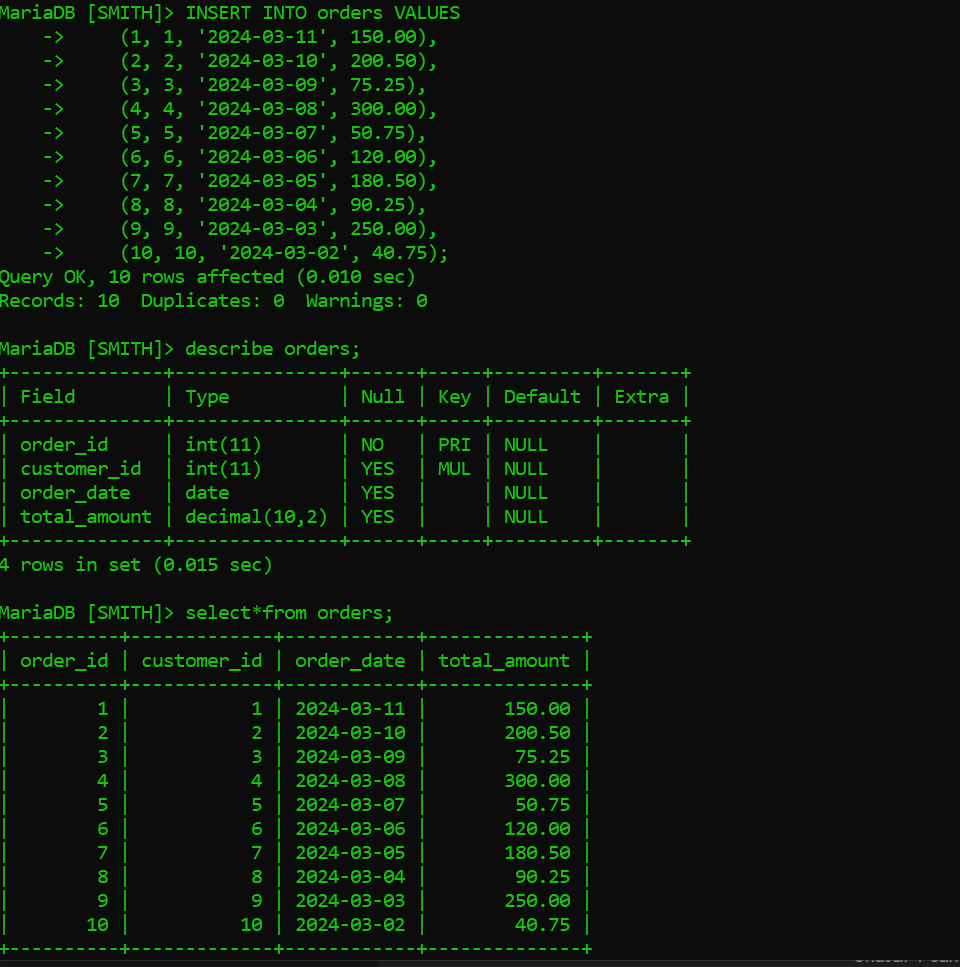 MariaDB [SMITH]> INSERT INTO orders VALUES
    ->     (1, 1, '2024-03-11', 150.00),
    ->     (2, 2, '2024-03-10', 200.50),
    ->     (3, 3, '2024-03-09', 75.25),
    ->     (4, 4, '2024-03-08', 300.00),
    ->     (5, 5, '2024-03-07', 50.75),
    ->     (6, 6, '2024-03-06', 120.00),
    ->     (7, 7, '2024-03-05', 180.50),
    ->     (8, 8, '2024-03-04', 90.25),
    ->     (9, 9, '2024-03-03', 250.00),
    ->     (10, 10, '2024-03-02', 40.75);
Query OK, 10 rows affected (0.010 sec)
Records: 10  Duplicates: 0  Warnings: 0

MariaDB [SMITH]> describe orders;
+--------------+---------------+------+-----+---------+-------+
| Field        | Type          | Null | Key | Default | Extra |
+--------------+---------------+------+-----+---------+-------+
| order_id     | int(11)       | NO   | PRI | NULL    |       |
| customer_id  | int(11)       | YES  | MUL | NULL    |       |
| order_date   | date          | YES  |     | NULL    |       |
| total_amount | decimal(10,2) | YES  |     | NULL    |       |
+--------------+---------------+------+-----+---------+-------+
4 rows in set (0.015 sec)

MariaDB [SMITH]> select*from orders;
+----------+-------------+------------+--------------+
| order_id | customer_id | order_date | total_amount |
+----------+-------------+------------+--------------+
|        1 |           1 | 2024-03-11 |       150.00 |
|        2 |           2 | 2024-03-10 |       200.50 |
|        3 |           3 | 2024-03-09 |        75.25 |
|        4 |           4 | 2024-03-08 |       300.00 |
|        5 |           5 | 2024-03-07 |        50.75 |
|        6 |           6 | 2024-03-06 |       120.00 |
|        7 |           7 | 2024-03-05 |       180.50 |
|        8 |           8 | 2024-03-04 |        90.25 |
|        9 |           9 | 2024-03-03 |       250.00 |
|       10 |          10 | 2024-03-02 |        40.75 |
+----------+-------------+------------+--------------+